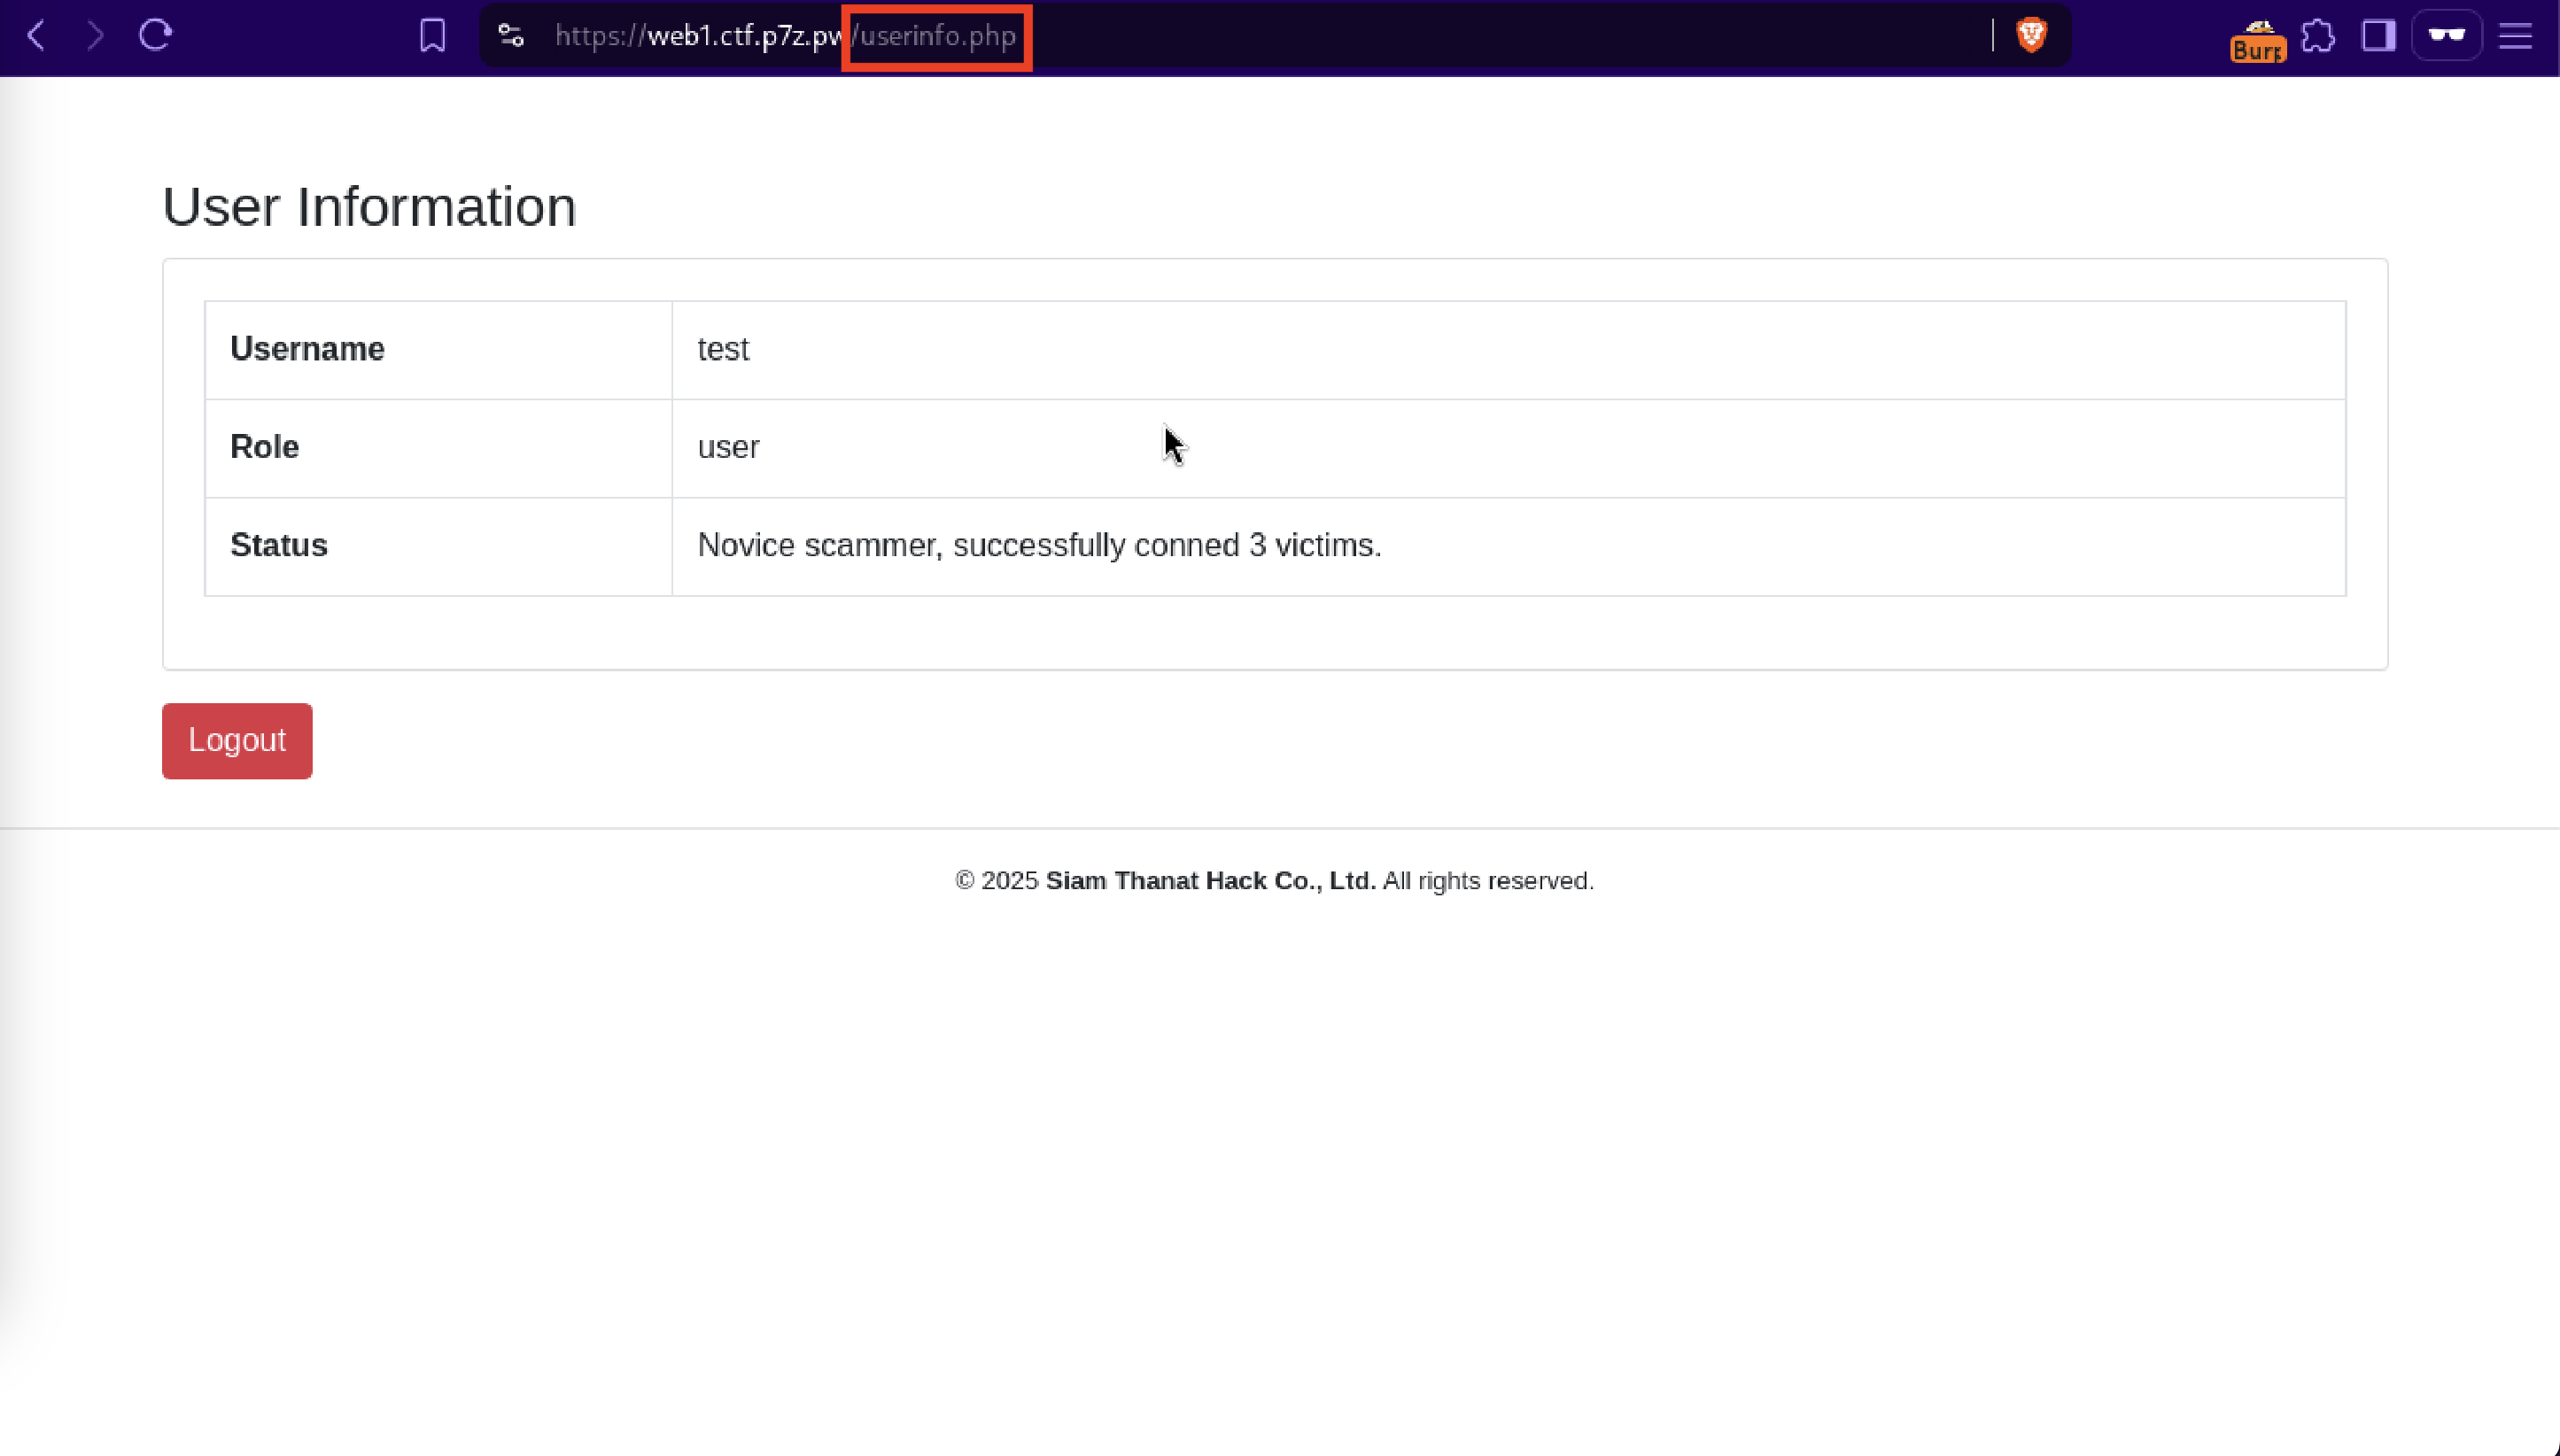 https://web1.ctf.p7z.pw/userinfo.php
Burp
User Information
Username test
Role user
Status Novice scammer, successfully conned 3 victims.
Logout
© 2025 Siam Thanat Hack Co., Ltd. All rights reserved.